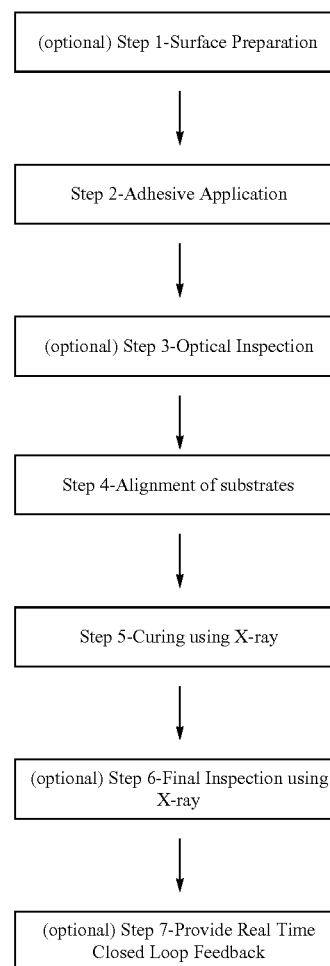 (optional) Step 1-Surface Preparation
Step 2-Adhesive Application
(optional) Step 3-Optical Inspection
Step 4-Alignment of substrates
Step 5-Curing using X-ray
(optional) Step 6-Final Inspection using
X-ray
(optional) Step 7-Provide Real Time
Closed Loop Feedback